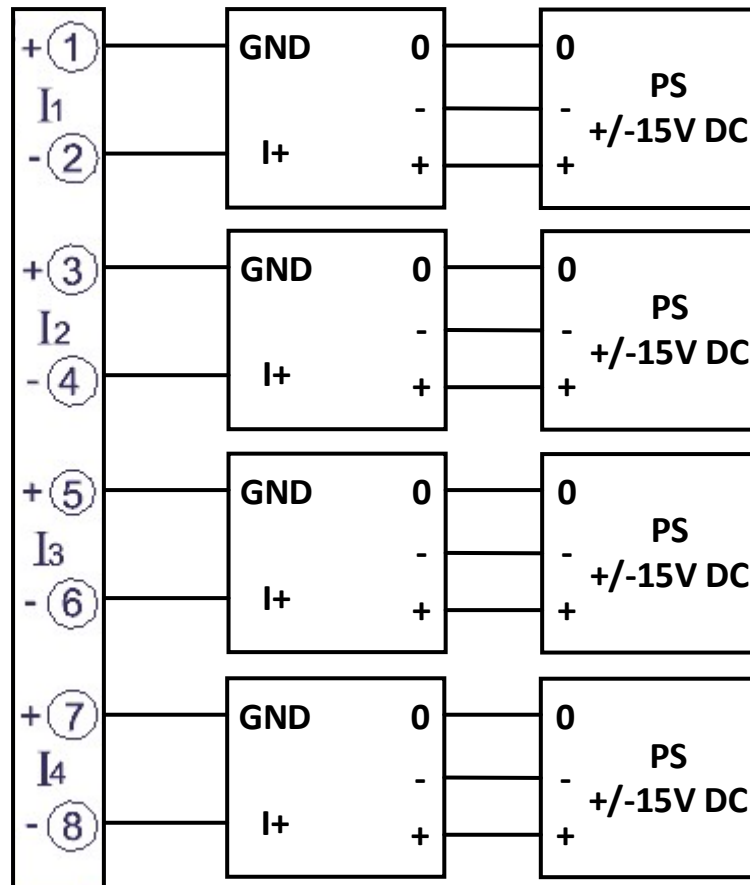 + 1 GND 0 0
I1 PS
- - +/-15V DC
- 2 I+ + +
+ 3 GND 0 0
I2 PS
- - +/-15V DC
- 4 I+ + +
+ 5 GND 0 0
I3 PS
- - +/-15V DC
- 6 I+ + +
+ 7 GND 0 0
I4 PS
- - +/-15V DC
- 8 I+ + +